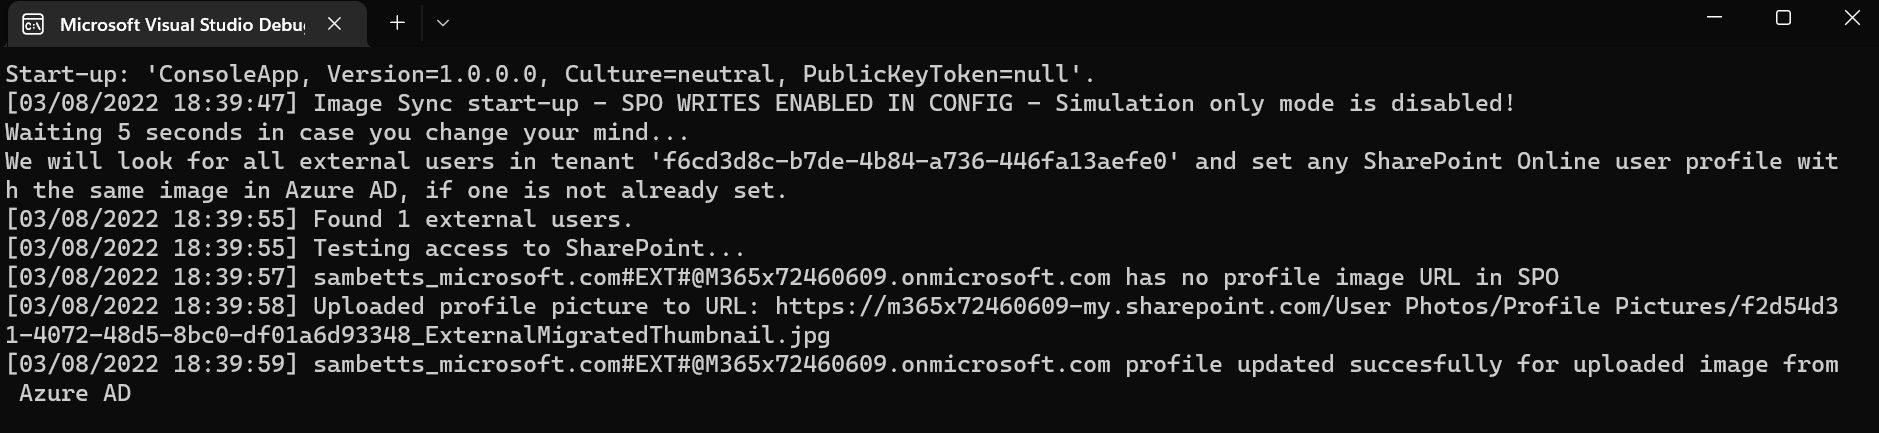 Microsoft Visual Studio Debu
Start-up: 'ConsoleApp, Version=1.0.0.0, Culture=neutral, PublicKeyToken=null'.
[03/08/2022 18:39:47] Image Sync start-up - SPO WRITES ENABLED IN CONFIG - Simulation only mode is disabled!
Waiting 5 seconds in case you change your mind...
We will look for all external users in tenant 'f6cd3d8c-b7de-4b84-a736-446fa13aefe0' and set any SharePoint Online user profile wit
h the same image in Azure AD, if one is not already set.
[03/08/2022 18:39:55] Found 1 external users.
[03/08/2022 18:39:55] Testing access to SharePoint...
[03/08/2022 18:39:57] sambetts_microsoft.com#EXT#@M365x72460609.onmicrosoft.com has no profile image URL in SPO
[03/08/2022 18:39:58] Uploaded profile picture to URL: https://m365x72460609-my.sharepoint.com/User Photos/Profile Pictures/f2d54d3
1-4072-48d5-8bc0-df01a6d93348_ExternalMigratedThumbnail.jpg
[03/08/2022 18:39:59] sambetts_microsoft.com#EXT#@M365x72460609.onmicrosoft.com profile updated succesfully for uploaded image from
 Azure AD